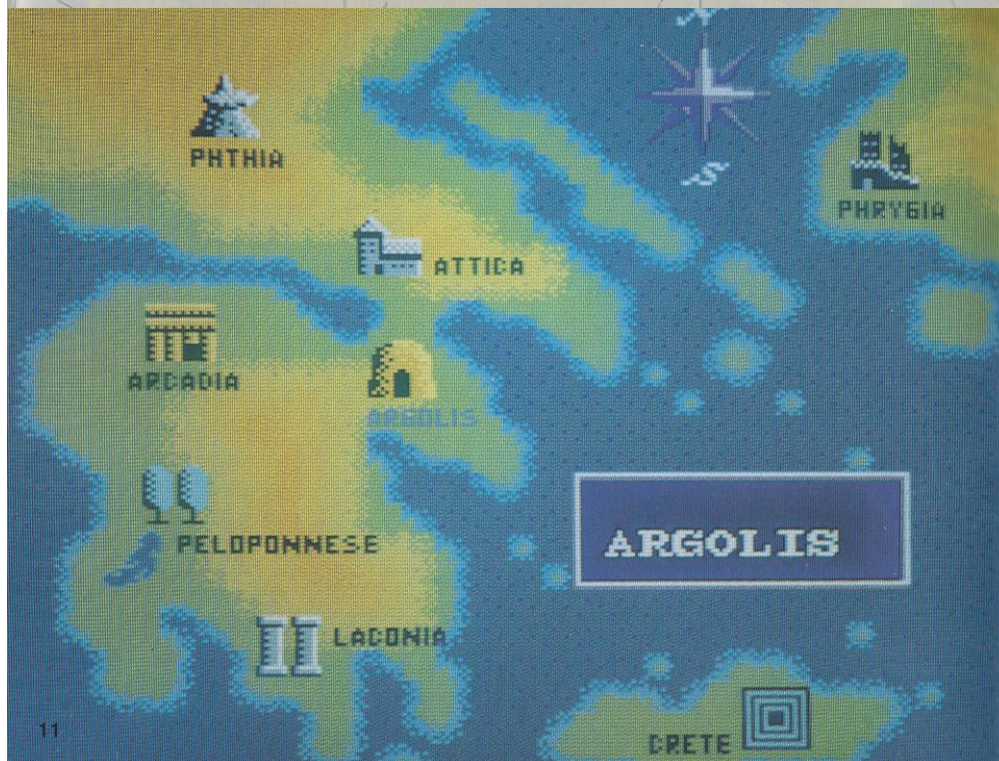 N
S
PHTHIA
PHRYGIA
ATTICA
ARCADIA
ARGOLIS
ARGOLIS
PELOPONNESE
LACONIA
CRETE
11